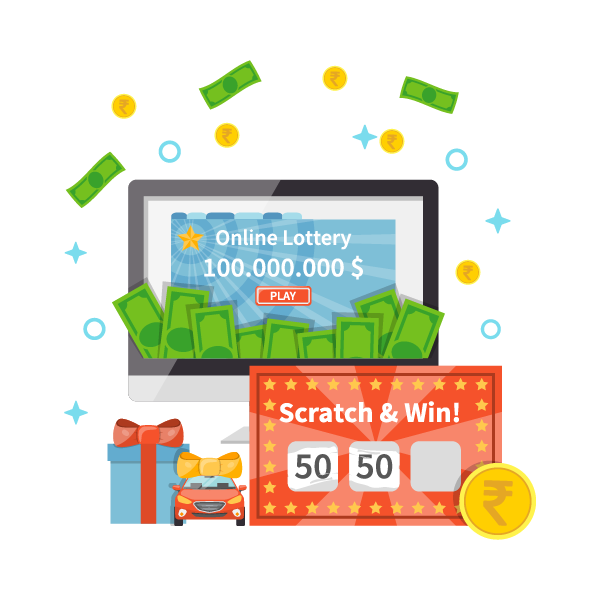 Online Lottery
100.000.000 $
PLAY
Scratch & Win!
50 50
₹
₹
₹
₹
₹
₹